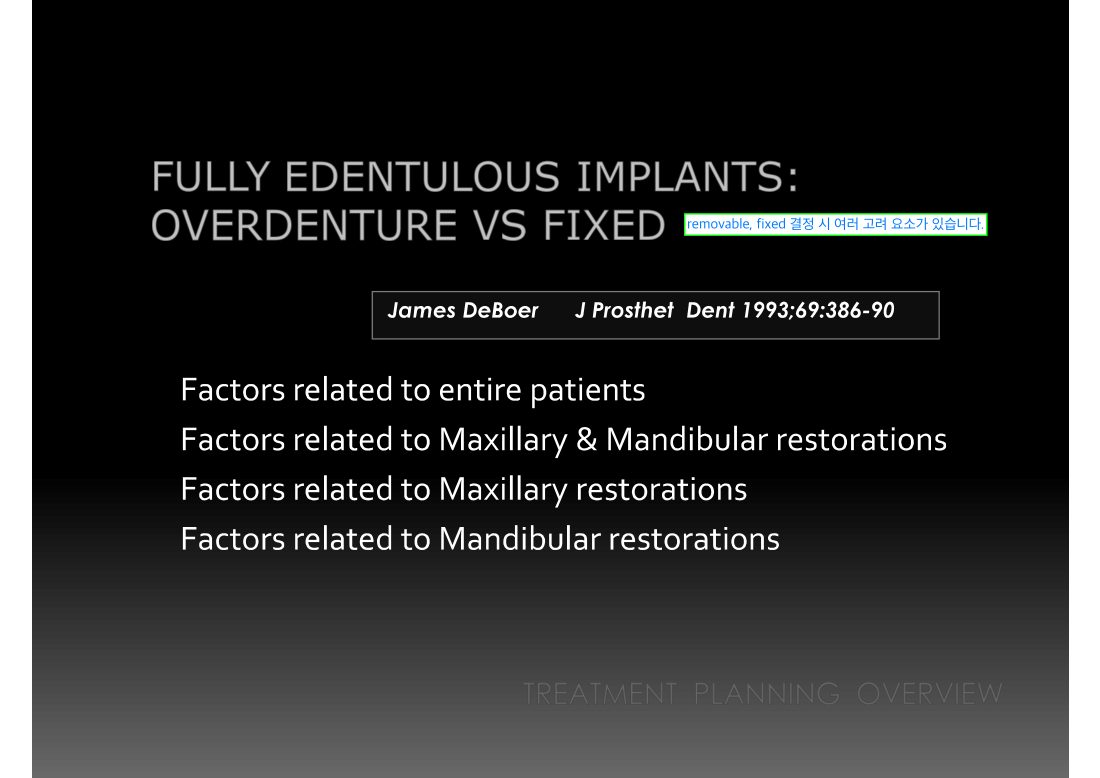 FULLY EDENTULOUS IMPLANTS:
OVERDENTURE VS FIXED
removable, fixed 결정 시 여러 고려 요소가 있습니다.
James DeBoer J Prosthet Dent 1993;69:386-90
Factors related to entire patients
Factors related to Maxillary & Mandibular restorations
Factors related to Maxillary restorations
Factors related to Mandibular restorations
TREATMENT PLANNING OVERVIEW